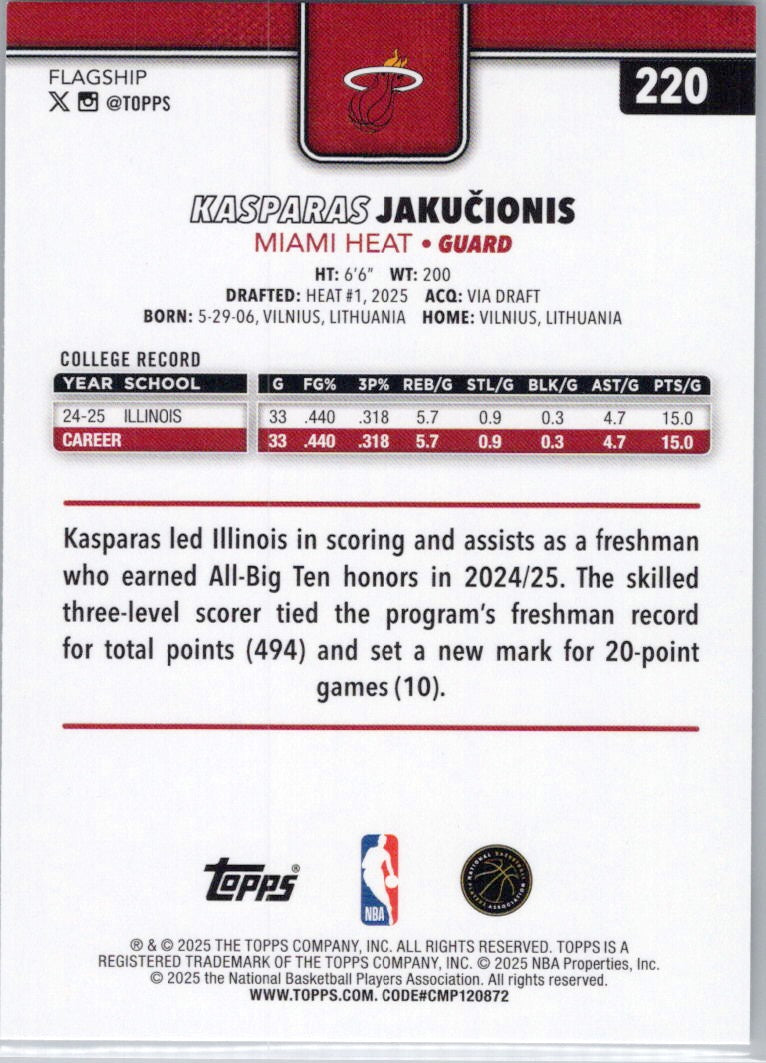 FLAGSHIP
@TOPPS
220
KASPARAS JAKUČIONIS
MIAMI HEAT • GUARD
HT: 6'6" WT: 200
DRAFTED: HEAT #1, 2025 ACQ: VIA DRAFT
BORN: 5-29-06, VILNIUS, LITHUANIA HOME: VILNIUS, LITHUANIA
COLLEGE RECORD
YEAR SCHOOL G FG% 3P% REB/G STL/G BLK/G AST/G PTS/G
24-25 ILLINOIS 33 .440 .318 5.7 0.9 0.3 4.7 15.0
CAREER 33 .440 .318 5.7 0.9 0.3 4.7 15.0
Kasparas led Illinois in scoring and assists as a freshman
who earned All-Big Ten honors in 2024/25. The skilled
three-level scorer tied the program's freshman record
for total points (494) and set a new mark for 20-point
games (10).
Topps®
NBA
NATIONAL BASKETBALL PLAYERS ASSOCIATION
® & © 2025 THE TOPPS COMPANY, INC. ALL RIGHTS RESERVED. TOPPS IS A
REGISTERED TRADEMARK OF THE TOPPS COMPANY, INC. © 2025 NBA Properties, Inc.
© 2025 the National Basketball Players Association. All rights reserved.
WWW.TOPPS.COM. CODE#CMP120872